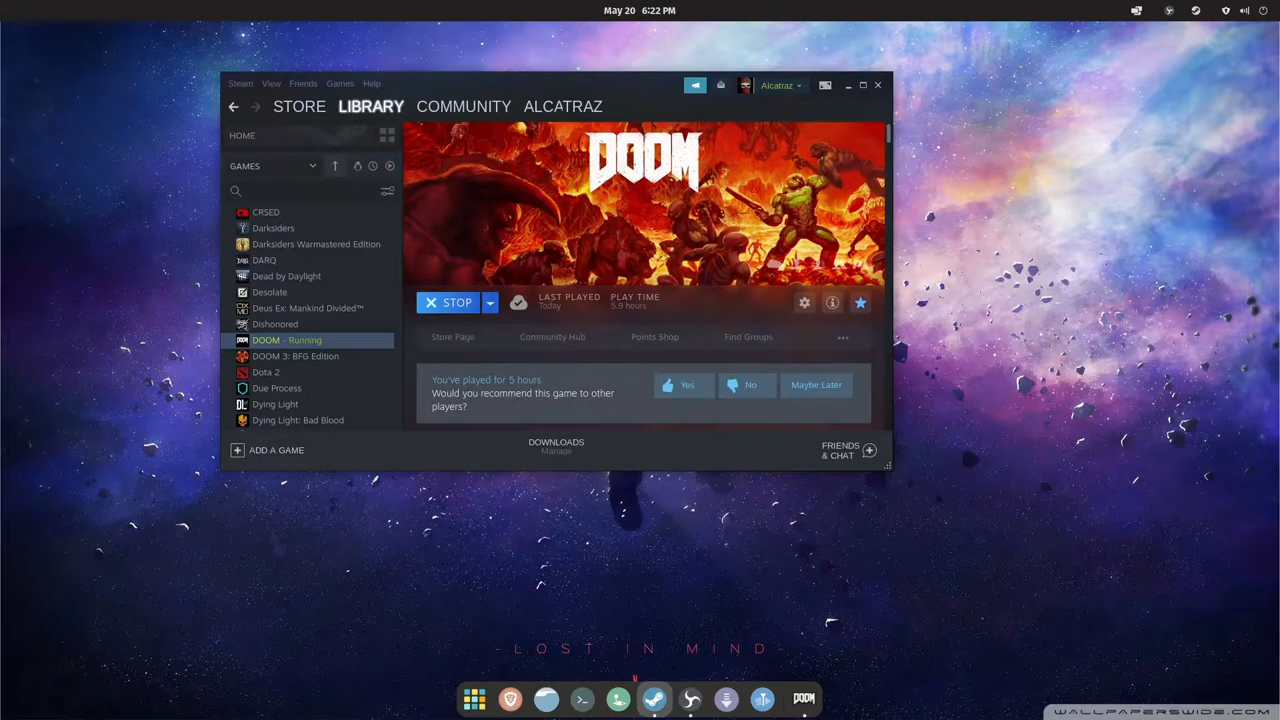 May 20 6:22 PM
Steam View Friends Games Help
Alcatraz
STORE LIBRARY COMMUNITY ALCATRAZ
HOME
GAMES
CRSED
Darksiders
Darksiders Warmastered Edition
DARQ
Dead by Daylight
Desolate
Deus Ex: Mankind Divided™
Dishonored
DOOM - Running
DOOM 3: BFG Edition
Dota 2
Due Process
Dying Light
Dying Light: Bad Blood
DOOM
STOP
LAST PLAYED
Today
PLAY TIME
5.9 hours
Store Page Community Hub Points Shop Find Groups
You've played for 5 hours
Would you recommend this game to other
players?
Yes No Maybe Later
ADD A GAME
DOWNLOADS
Manage
FRIENDS
& CHAT
- LOST IN MIND -
DOOM
WALLPAPERSWIDE.COM